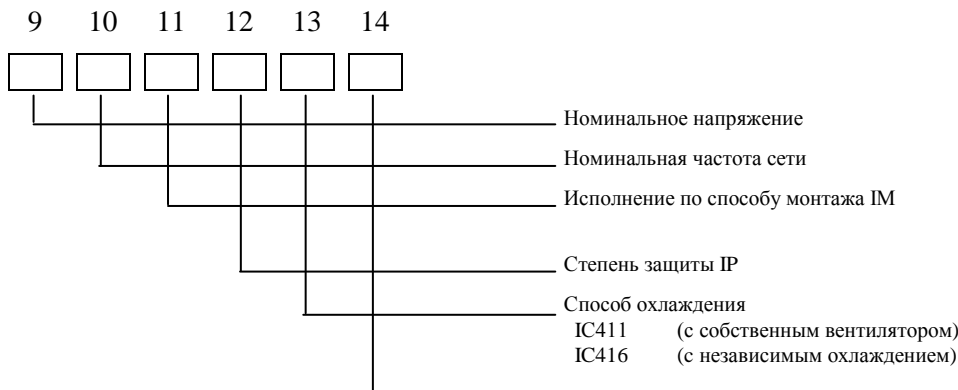 9 10 11 12 13 14
Номинальное напряжение
Номинальная частота сети
Исполнение по способу монтажа IM
Степень защиты IP
Способ охлаждения
IC411 (с собственным вентилятором)
IC416 (с независимым охлаждением)